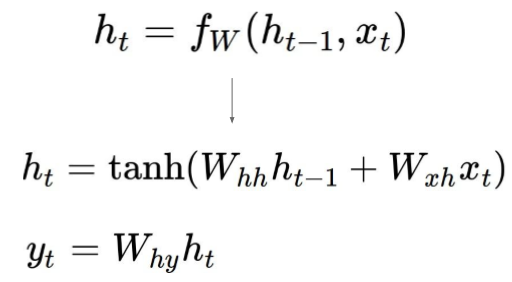 h_t = f_W(h_{t-1}, x_t)
h_t = tanh(W_{hh}h_{t-1} + W_{xh}x_t)
y_t = W_{hy}h_t